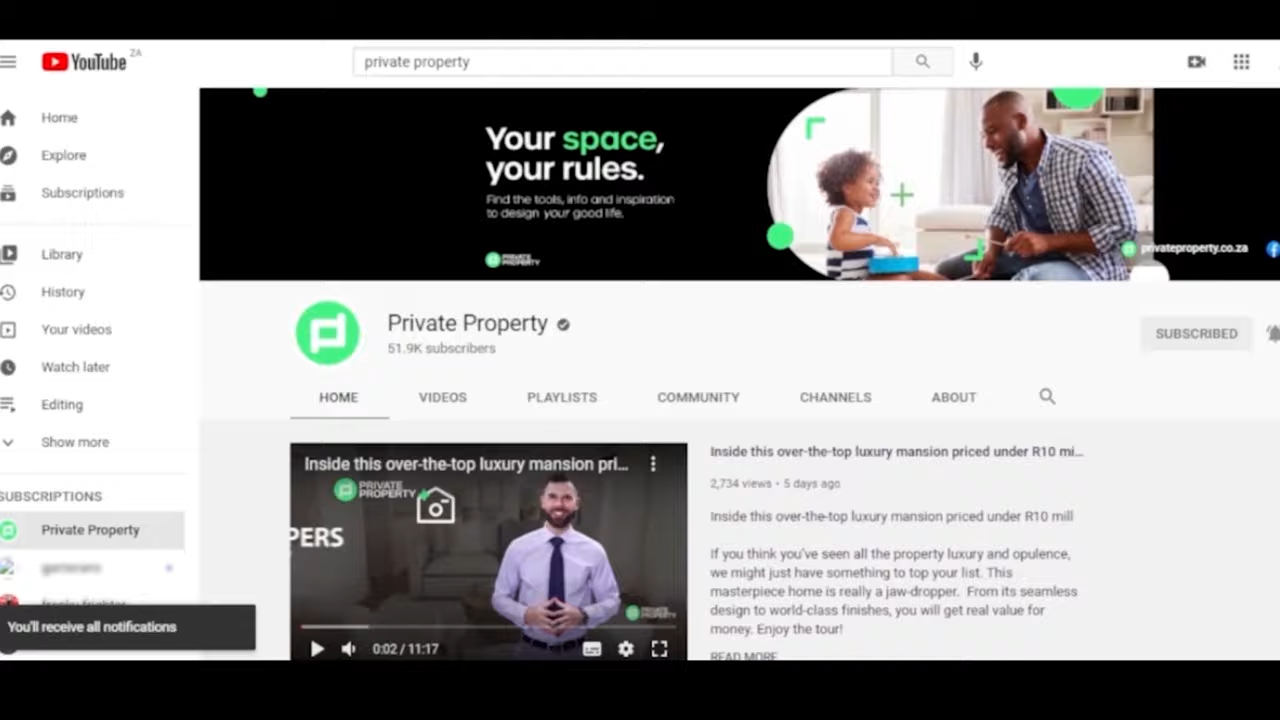 YouTube ZA
private property
Home
Explore
Subscriptions
Library
History
Your videos
Watch later
Editing
Show more
SUBSCRIPTIONS
Private Property
You'll receive all notifications
Your space,
your rules.
Find the tools, info and inspiration
to design your good life.
PRIVATE
PROPERTY
privateproperty.co.za
Private Property
51.9K subscribers
SUBSCRIBED
HOME
VIDEOS
PLAYLISTS
COMMUNITY
CHANNELS
ABOUT
Inside this over-the-top luxury mansion pri...
PRIVATE
PROPERTY
PERS
PRIVATE
PROPERTY
0:02 / 11:17
Inside this over-the-top luxury mansion priced under R10 mi...
2,734 views • 5 days ago
Inside this over-the-top luxury mansion priced under R10 mill
If you think you've seen all the property luxury and opulence,
we might just have something to top your list. This
masterpiece home is really a jaw-dropper. From its seamless
design to world-class finishes, you will get real value for
money. Enjoy the tour!
READ MORE